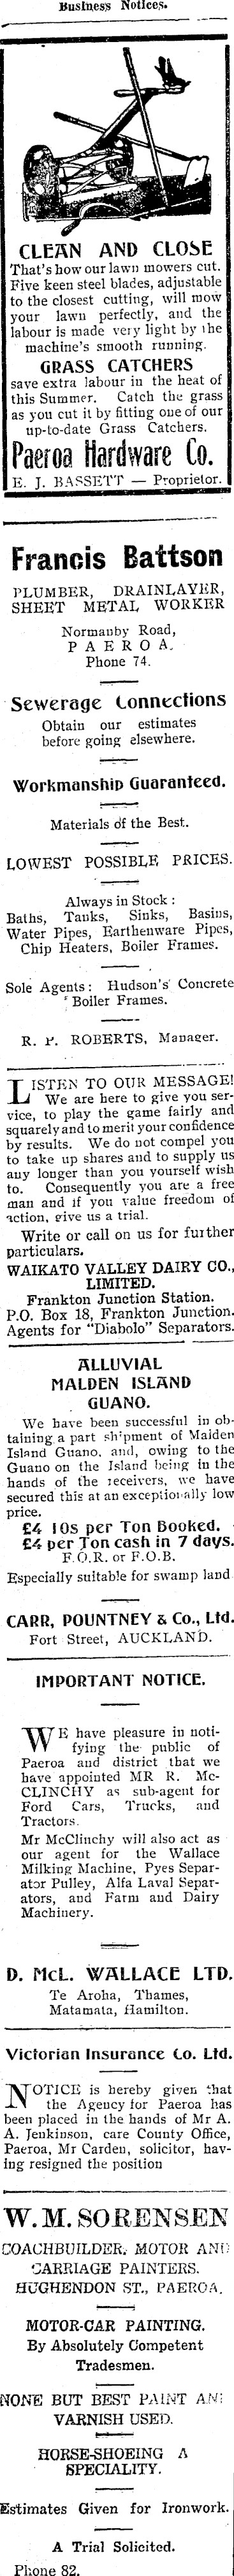 Business Notices.
CLEAN AND CLOSE
That's how our lawn mowers cut.
Five keen steel blades, adjustable
to the closest cutting, will mow
your lawn perfectly, and the
labour is made very light by the
machine's smooth running.
GRASS CATCHERS
save extra labour in the heat of
this Summer. Catch the grass
as you cut it by fitting one of our
up-to-date Grass Catchers.
Paeroa Hardware Co.
E. J. BASSETT — Proprietor.
Francis Battson
PLUMBER, DRAINLAYER,
SHEET METAL WORKER
Normanby Road,
PAEROA.
Phone 74.
Sewerage Connections
Obtain our estimates
before going elsewhere.
Workmanship Guaranteed.
Materials of the Best.
LOWEST POSSIBLE PRICES.
Always in Stock :
Baths, Tanks, Sinks, Basins,
Water Pipes, Earthenware Pipes,
Chip Heaters, Boiler Frames.
Sole Agents : Hudson's Concrete
Boiler Frames.
R. P. ROBERTS, Manager.
LISTEN TO OUR MESSAGE!
We are here to give you ser-
vice, to play the game fairly and
squarely and to merit your confidence
by results. We do not compel you
to take up shares and to supply us
any longer than you yourself wish
to. Consequently you are a free
man and if you value freedom of
action, give us a trial.
Write or call on us for further
particulars.
WAIKATO VALLEY DAIRY CO.,
LIMITED.
Frankton Junction Station.
P.O. Box 18, Frankton Junction.
Agents for "Diabolo" Separators.
ALLUVIAL
MALDEN ISLAND
GUANO.
We have been successful in ob-
taining a part shipment of Malden
Island Guano, and, owing to the
Guano on the Island being in the
hands of the receivers, we have
secured this at an exceptionally low
price.
£4 10s per Ton Booked.
£4 per Ton cash in 7 days.
F.O.R. or F.O.B.
Especially suitable for swamp land
CARR, POUNTNEY & Co., Ltd.
Fort Street, AUCKLAND.
IMPORTANT NOTICE.
WE have pleasure in noti-
fying the public of
Paeroa and district that we
have appointed MR R. Mc-
CLINCHY as sub-agent for
Ford Cars, Trucks, and
Tractors.
Mr McClinchy will also act as
our agent for the Wallace
Milking Machine, Pyes Separ-
ator Pulley, Alfa Laval Separ-
ators, and Farm and Dairy
Machinery.
D. McL. WALLACE LTD.
Te Aroha, Thames,
Matamata, Hamilton.
Victorian Insurance Co. Ltd.
NOTICE is hereby given that
the Agency for Paeroa has
been placed in the hands of Mr A.
A. Jenkinson, care County Office,
Paeroa, Mr Carden, solicitor, hav-
ing resigned the position
W. M. SORENSEN
COACHBUILDER, MOTOR AND
CARRIAGE PAINTERS.
HUGHENDON ST., PAEROA.
MOTOR-CAR PAINTING.
By Absolutely Competent
Tradesmen.
NONE BUT BEST PAINT AND
VARNISH USED.
HORSE-SHOEING A
SPECIALITY.
Estimates Given for Ironwork.
A Trial Solicited.
Phone 82.